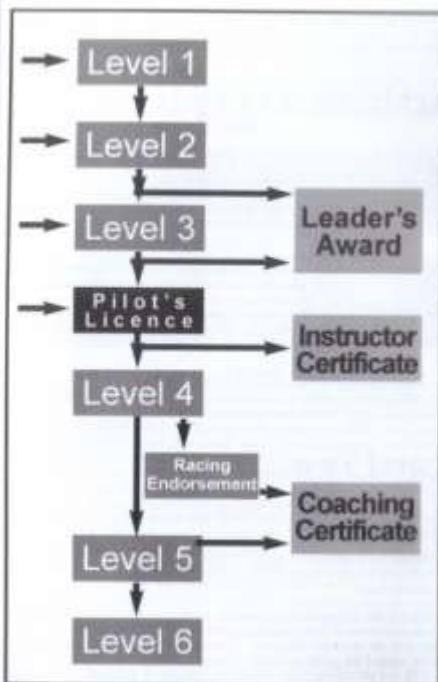 Level 1
Level 2
Level 3
Leader's
Award
Pilot's
Licence
Instructor
Certificate
Level 4
Racing
Endorsement
Coaching
Certificate
Level 5
Level 6